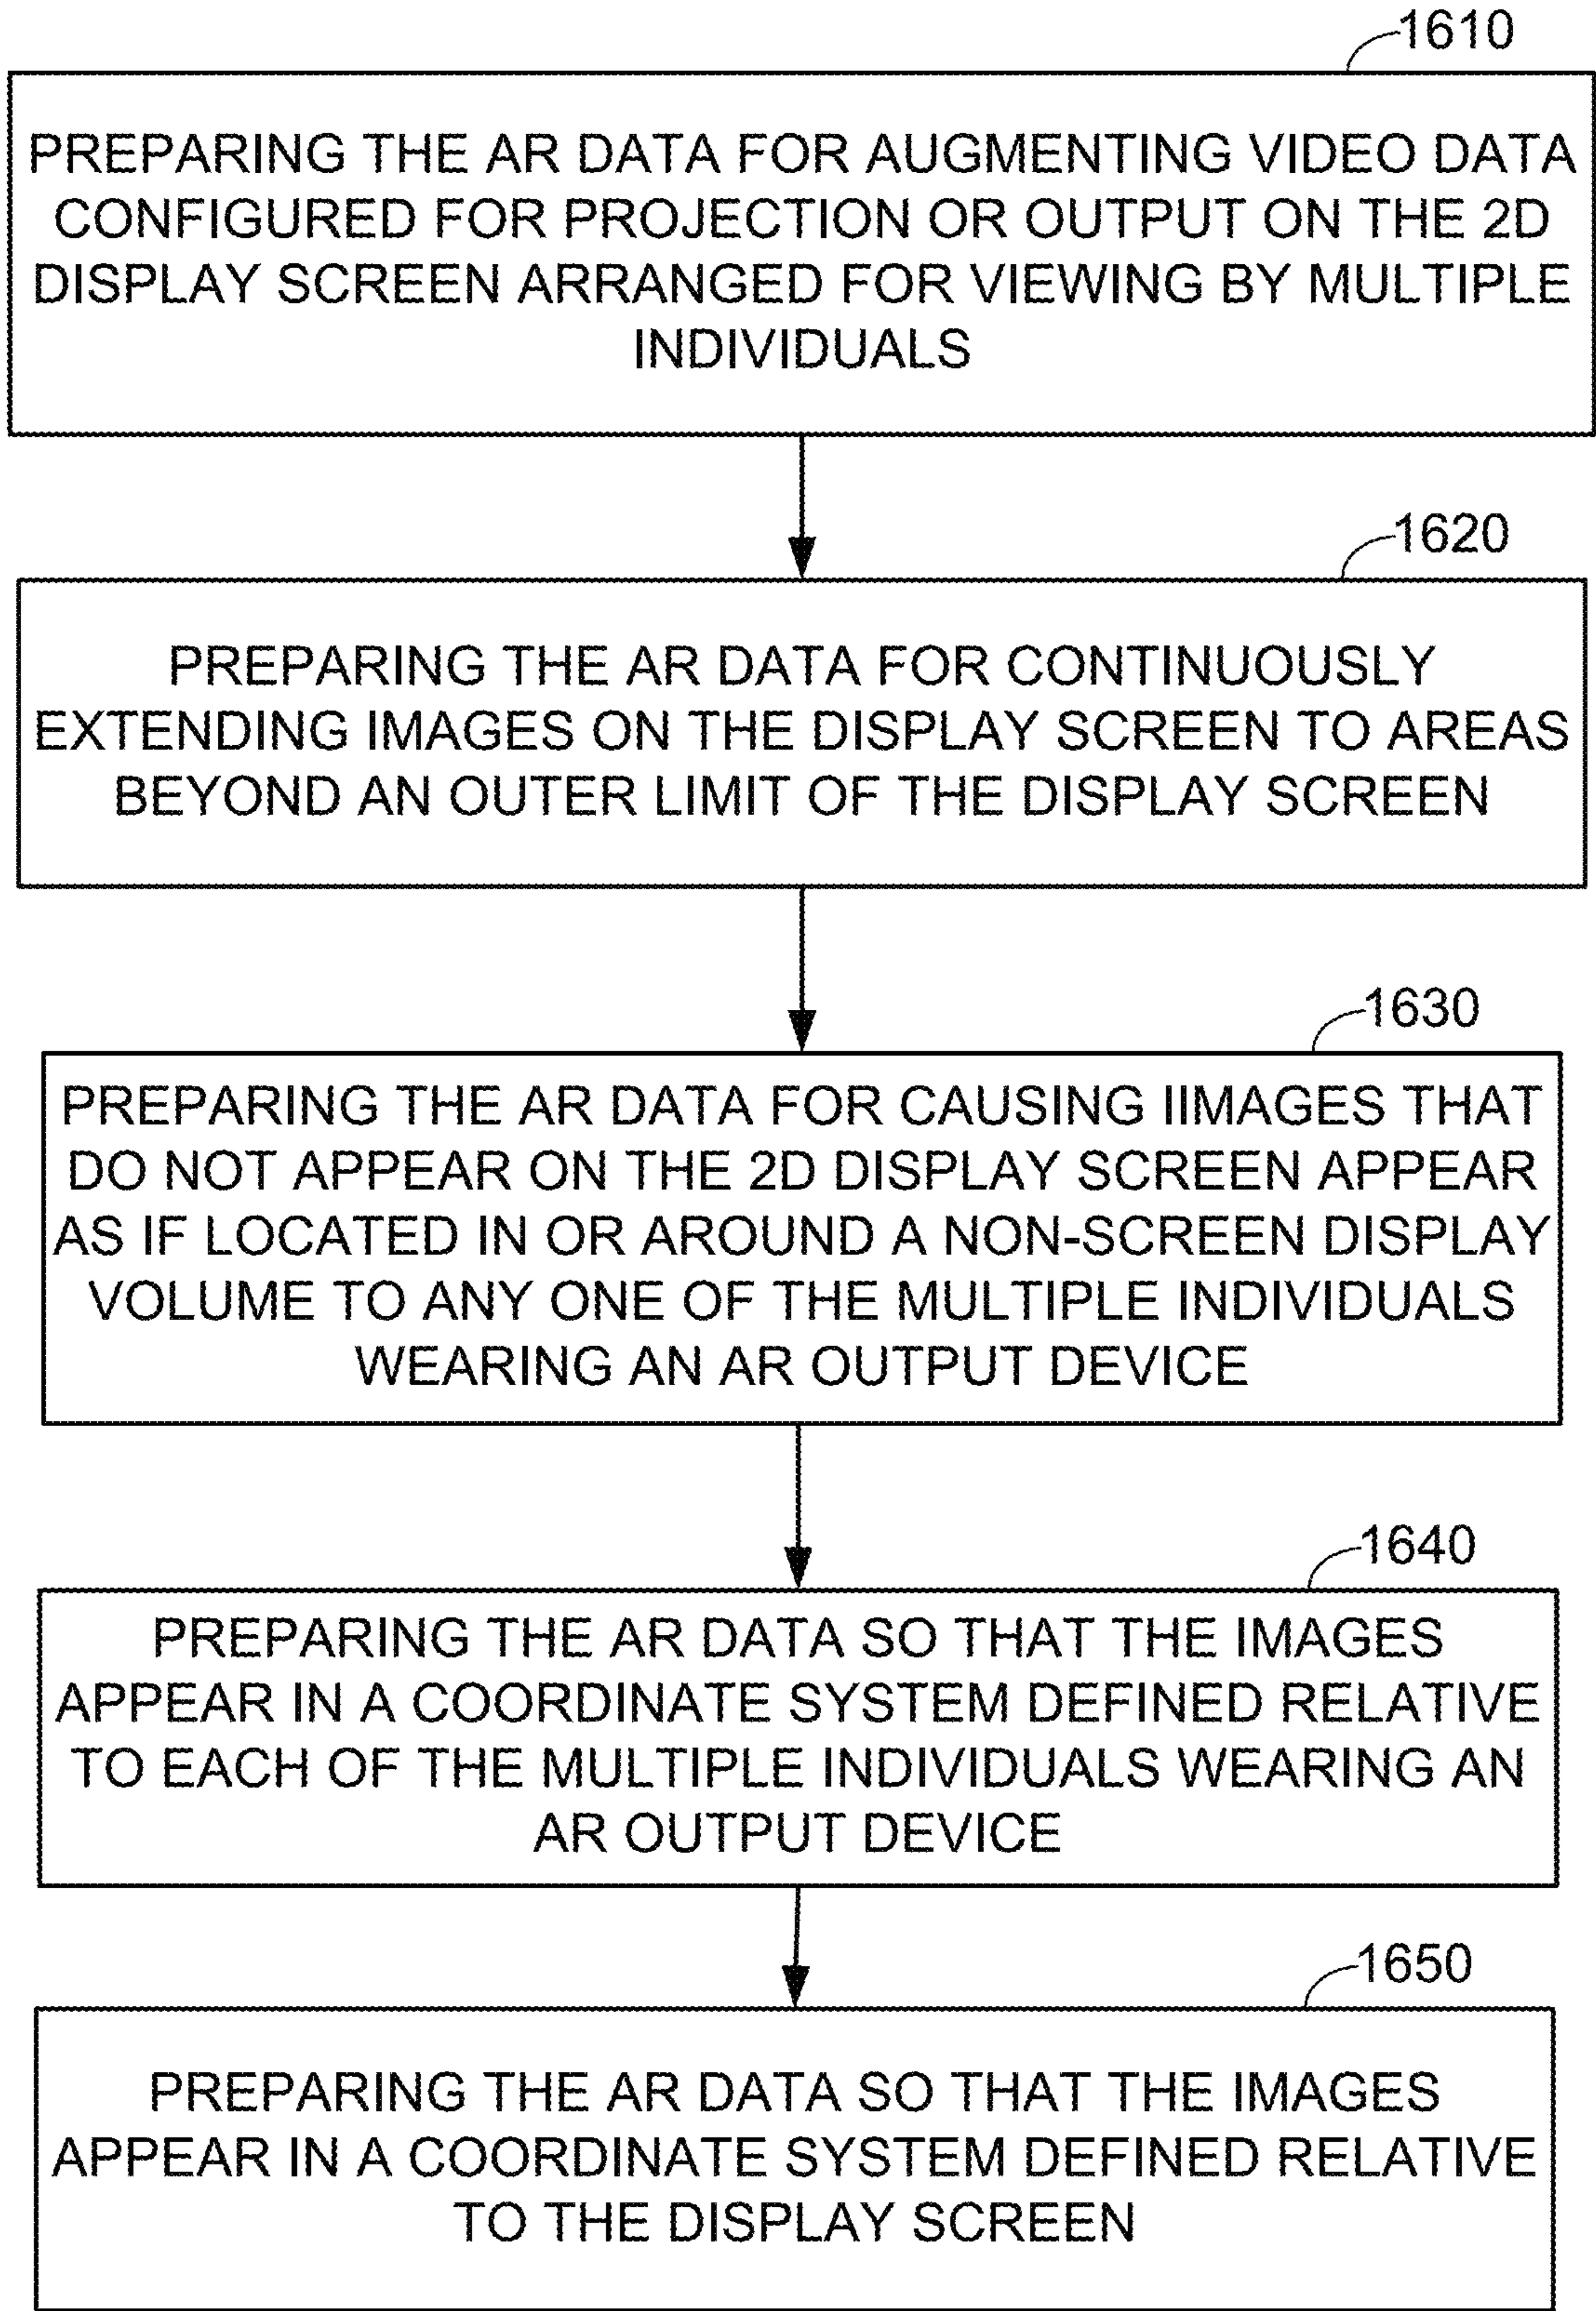 1610
PREPARING THE AR DATA FOR AUGMENTING VIDEO DATA
CONFIGURED FOR PROJECTION OR OUTPUT ON THE 2D
DISPLAY SCREEN ARRANGED FOR VIEWING BY MULTIPLE
INDIVIDUALS
1620
PREPARING THE AR DATA FOR CONTINUOUSLY
EXTENDING IMAGES ON THE DISPLAY SCREEN TO AREAS
BEYOND AN OUTER LIMIT OF THE DISPLAY SCREEN
1630
PREPARING THE AR DATA FOR CAUSING IIMAGES THAT
DO NOT APPEAR ON THE 2D DISPLAY SCREEN APPEAR
AS IF LOCATED IN OR AROUND A NON-SCREEN DISPLAY
VOLUME TO ANY ONE OF THE MULTIPLE INDIVIDUALS
WEARING AN AR OUTPUT DEVICE
1640
PREPARING THE AR DATA SO THAT THE IMAGES
APPEAR IN A COORDINATE SYSTEM DEFINED RELATIVE
TO EACH OF THE MULTIPLE INDIVIDUALS WEARING AN
AR OUTPUT DEVICE
1650
PREPARING THE AR DATA SO THAT THE IMAGES
APPEAR IN A COORDINATE SYSTEM DEFINED RELATIVE
TO THE DISPLAY SCREEN